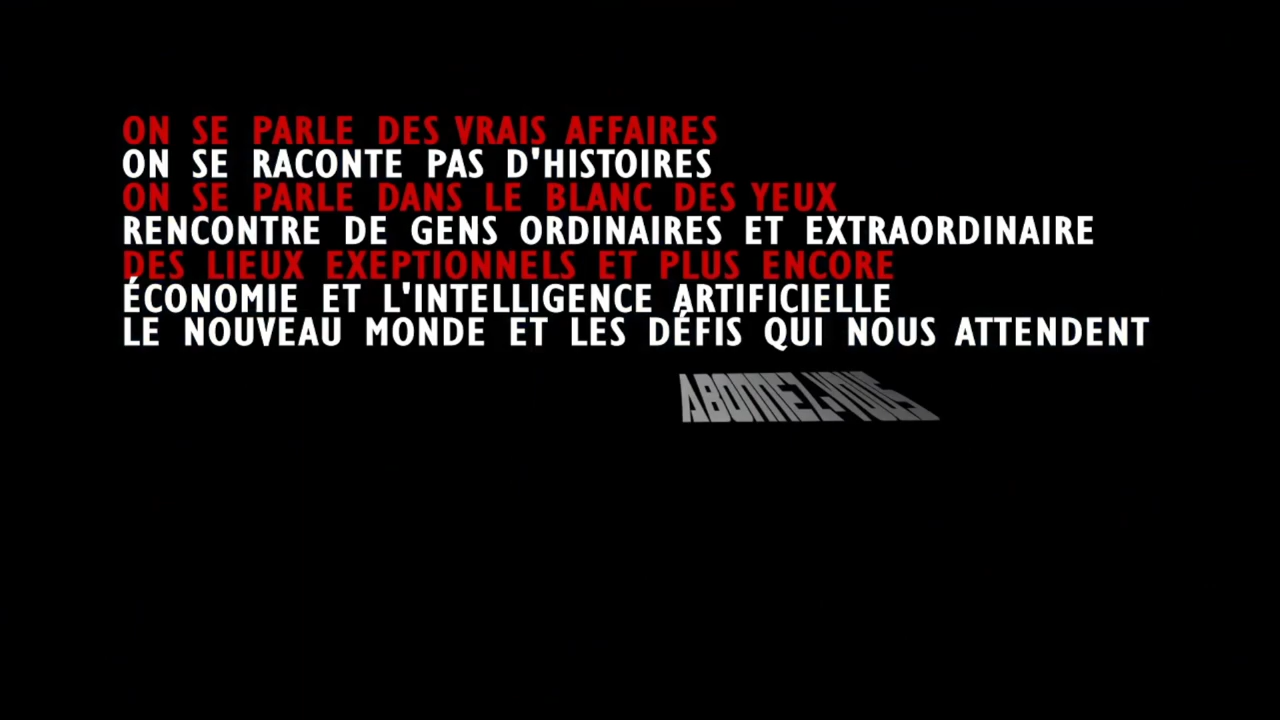 ON SE PARLE DES VRAIS AFFAIRES
ON SE RACONTE PAS D'HISTOIRES
ON SE PARLE DANS LE BLANC DES YEUX
RENCONTRE DE GENS ORDINAIRES ET EXTRAORDINAIRE
DES LIEUX EXEPTIONNELS ET PLUS ENCORE
ÉCONOMIE ET L'INTELLIGENCE ARTIFICIELLE
LE NOUVEAU MONDE ET LES DÉFIS QUI NOUS ATTENDENT
ABONNEZ-VOUS